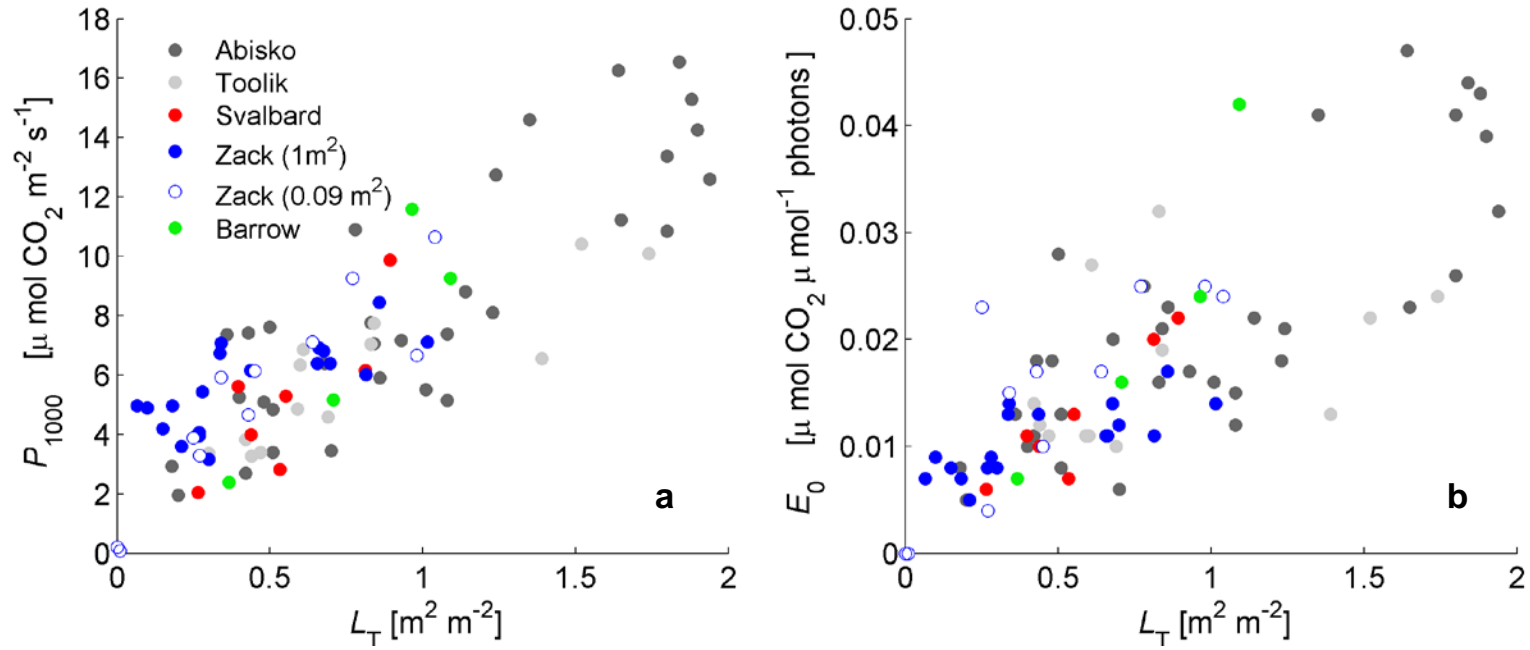 18
16
14
12
10
8
6
4
2
0
P1000 [μ mol CO2 m-2 s-1]
Abisko
Toolik
Svalbard
Zack (1m2)
Zack (0.09 m2)
Barrow
a
0
0.5
1
1.5
2
LT [m2 m-2]
0.05
0.04
0.03
0.02
0.01
0
E0 [μ mol CO2 μ mol-1 photons ]
b
0
0.5
1
1.5
2
LT [m2 m-2]